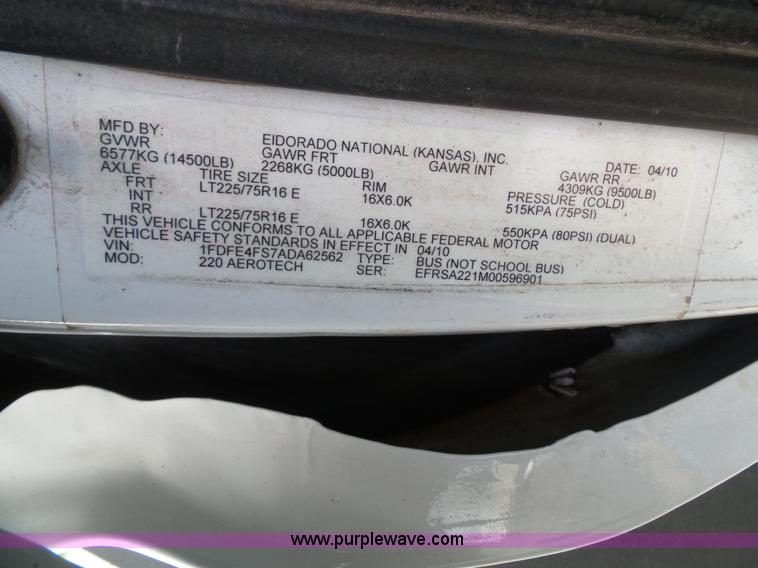 MFD BY: EIDORADO NATIONAL (KANSAS), INC. DATE: 04/10
GVWR GAWR FRT GAWR INT GAWR RR
6577KG (14500LB) 2268KG (5000LB) 4309KG (9500LB)
AXLE TIRE SIZE RIM PRESSURE (COLD)
FRT LT225/75R16 E 16X6.0K 515KPA (75PSI)
INT
RR LT225/75R16 E 16X6.0K 550KPA (80PSI) (DUAL)
THIS VEHICLE CONFORMS TO ALL APPLICABLE FEDERAL MOTOR
VEHICLE SAFETY STANDARDS IN EFFECT IN 04/10
VIN: 1FDFE4FS7ADA62562 TYPE: BUS (NOT SCHOOL BUS)
MOD: 220 AEROTECH SER: EFRSA221M00596901
www.purplewave.com